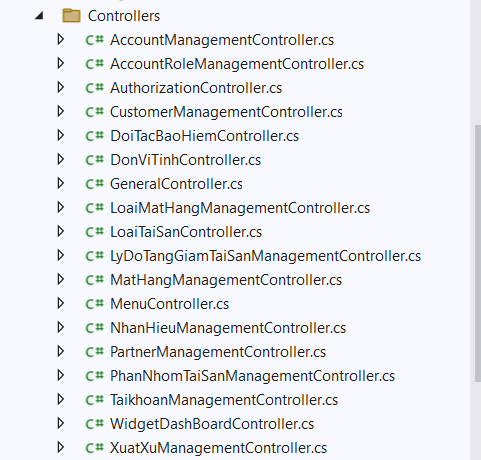 Controllers
C# AccountManagementController.cs
C# AccountRoleManagementController.cs
C# AuthorizationController.cs
C# CustomerManagementController.cs
C# DoiTacBaoHiemController.cs
C# DonViTinhController.cs
C# GeneralController.cs
C# LoaiMatHangManagementController.cs
C# LoaiTaiSanController.cs
C# LyDoTangGiamTaiSanManagementController.cs
C# MatHangManagementController.cs
C# MenuController.cs
C# NhanHieuManagementController.cs
C# PartnerManagementController.cs
C# PhanNhomTaiSanManagementController.cs
C# TaikhoanManagementController.cs
C# WidgetDashBoardController.cs
C# XuatXuManagementController.cs